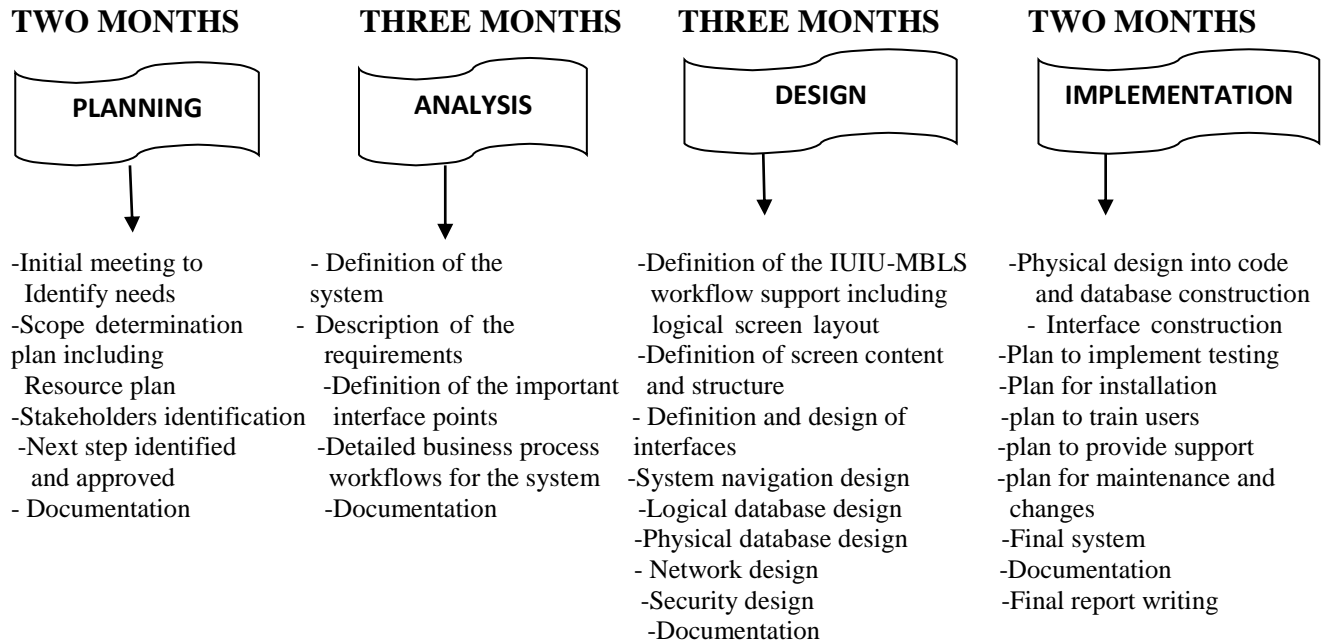 TWO MONTHS
PLANNING
-Initial meeting to
Identify needs
-Scope determination
plan including
Resource plan
-Stakeholders identification
-Next step identified
and approved
- Documentation
THREE MONTHS
ANALYSIS
- Definition of the
system
- Description of the
requirements
-Definition of the important
interface points
-Detailed business process
workflows for the system
-Documentation
THREE MONTHS
DESIGN
-Definition of the IUIU-MBLS
workflow support including
logical screen layout
-Definition of screen content
and structure
- Definition and design of
interfaces
-System navigation design
-Logical database design
-Physical database design
- Network design
-Security design
-Documentation
TWO MONTHS
IMPLEMENTATION
-Physical design into code
and database construction
- Interface construction
-Plan to implement testing
-Plan for installation
-plan to train users
-plan to provide support
-plan for maintenance and
changes
-Final system
-Documentation
-Final report writing